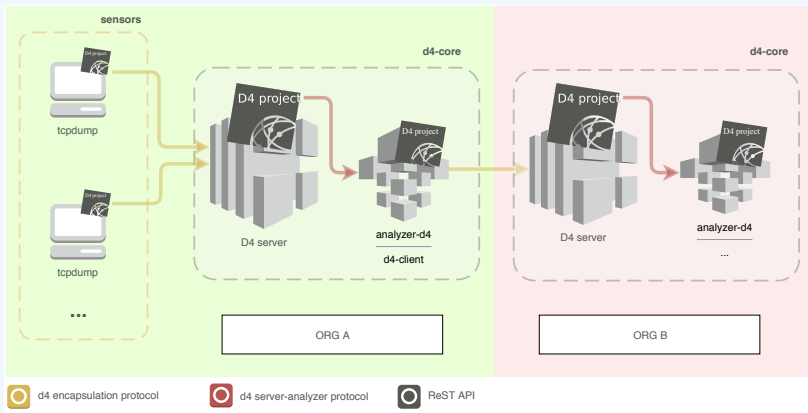 sensors
d4-core
d4-core
D4 project
tcpdump
D4 project
D4 project
D4 server
analyzer-d4
d4-client
D4 project
D4 project
D4 server
analyzer-d4
...
D4 project
tcpdump
...
ORG A
ORG B
d4 encapsulation protocol
d4 server-analyzer protocol
ReST API